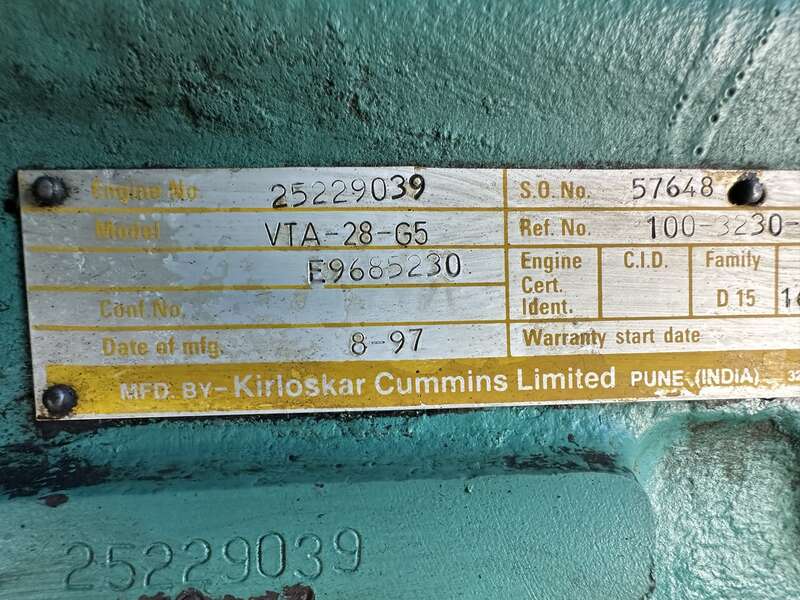 Engine No 25229039 S.O. No. 57648
Model VTA-28-G5 Ref. No. 100-3230-
E9685230 Engine Cert. Ident. C.I.D. Family D 15
Conf. No.
Date of mfg. 8-97 Warranty start date
MFD. BY - Kirloskar Cummins Limited PUNE (INDIA)
25229039